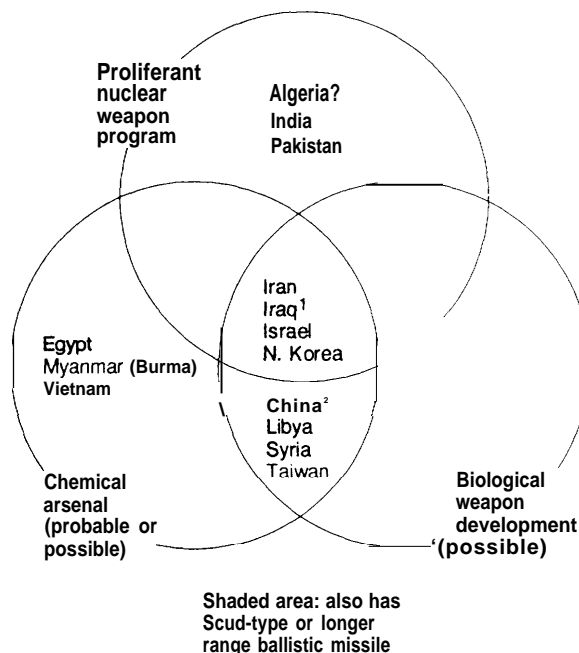 Proliferant
nuclear
weapon
program
Algeria?
India
Pakistan
Iran
Iraq¹
Israel
N. Korea
Egypt
Myanmar (Burma)
Vietnam
China²
Libya
Syria
Taiwan
Chemical
arsenal
(probable or
possible)
Biological
weapon
development
‘(possible)
Shaded area: also has
Scud-type or longer
range ballistic missile